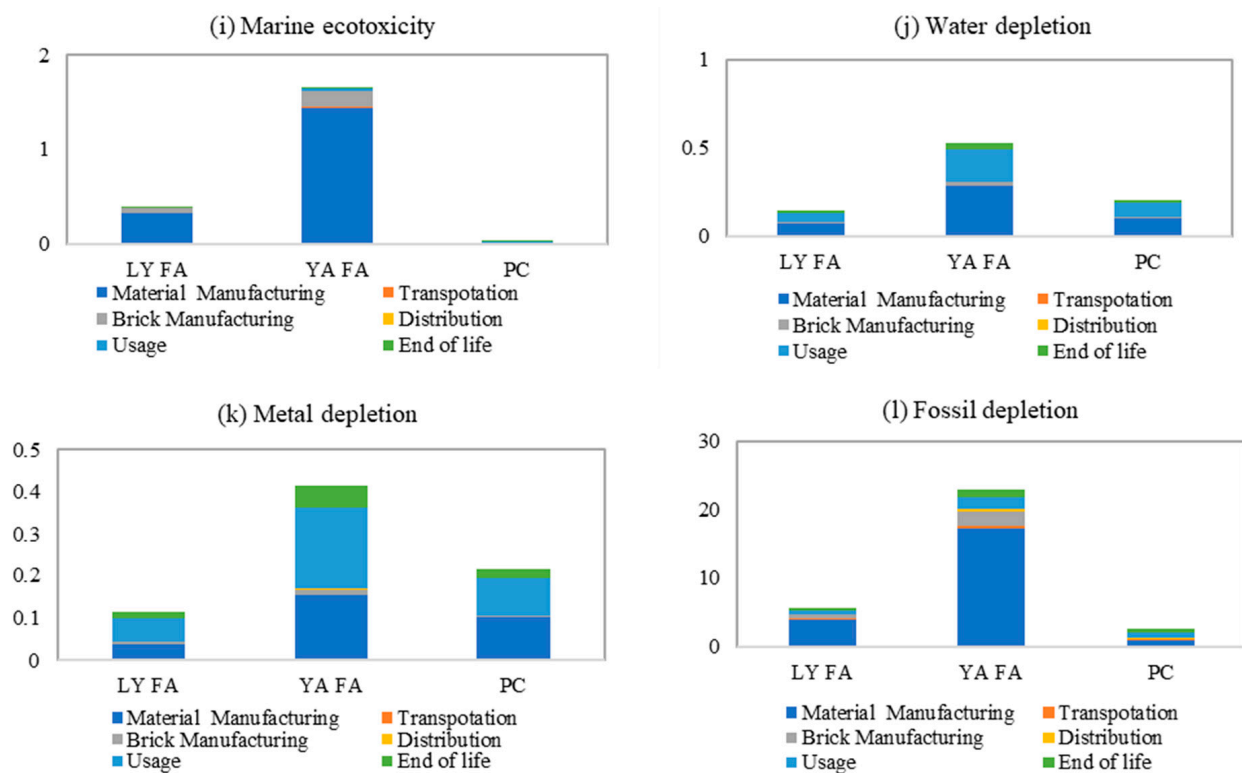 (i) Marine ecotoxicity
2
1
0
LY FA YA FA PC
Material Manufacturing Transpotation
Brick Manufacturing Distribution
Usage End of life
(j) Water depletion
1
0.5
0
LY FA YA FA PC
Material Manufacturing Transpotation
Brick Manufacturing Distribution
Usage End of life
(k) Metal depletion
0.5
0.4
0.3
0.2
0.1
0
LY FA YA FA PC
Material Manufacturing Transpotation
Brick Manufacturing Distribution
Usage End of life
(l) Fossil depletion
30
20
10
0
LY FA YA FA PC
Material Manufacturing Transpotation
Brick Manufacturing Distribution
Usage End of life